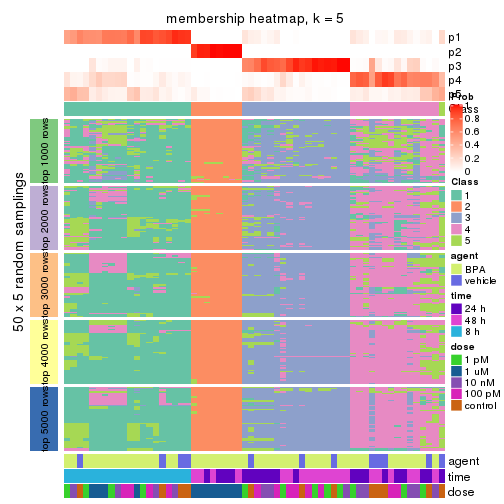 membership heatmap, k = 5
p1
p2
p3
p4
p5
Prob
1
0.8
0.6
0.4
0.2
0
Class
Class
1
2
3
4
5
agent
BPA
vehicle
time
24 h
48 h
8 h
dose
1 pM
1 uM
10 nM
100 pM
control
50 x 5 random samplings
top 1000 rows
top 2000 rows
top 3000 rows
top 4000 rows
top 5000 rows
agent
time
dose